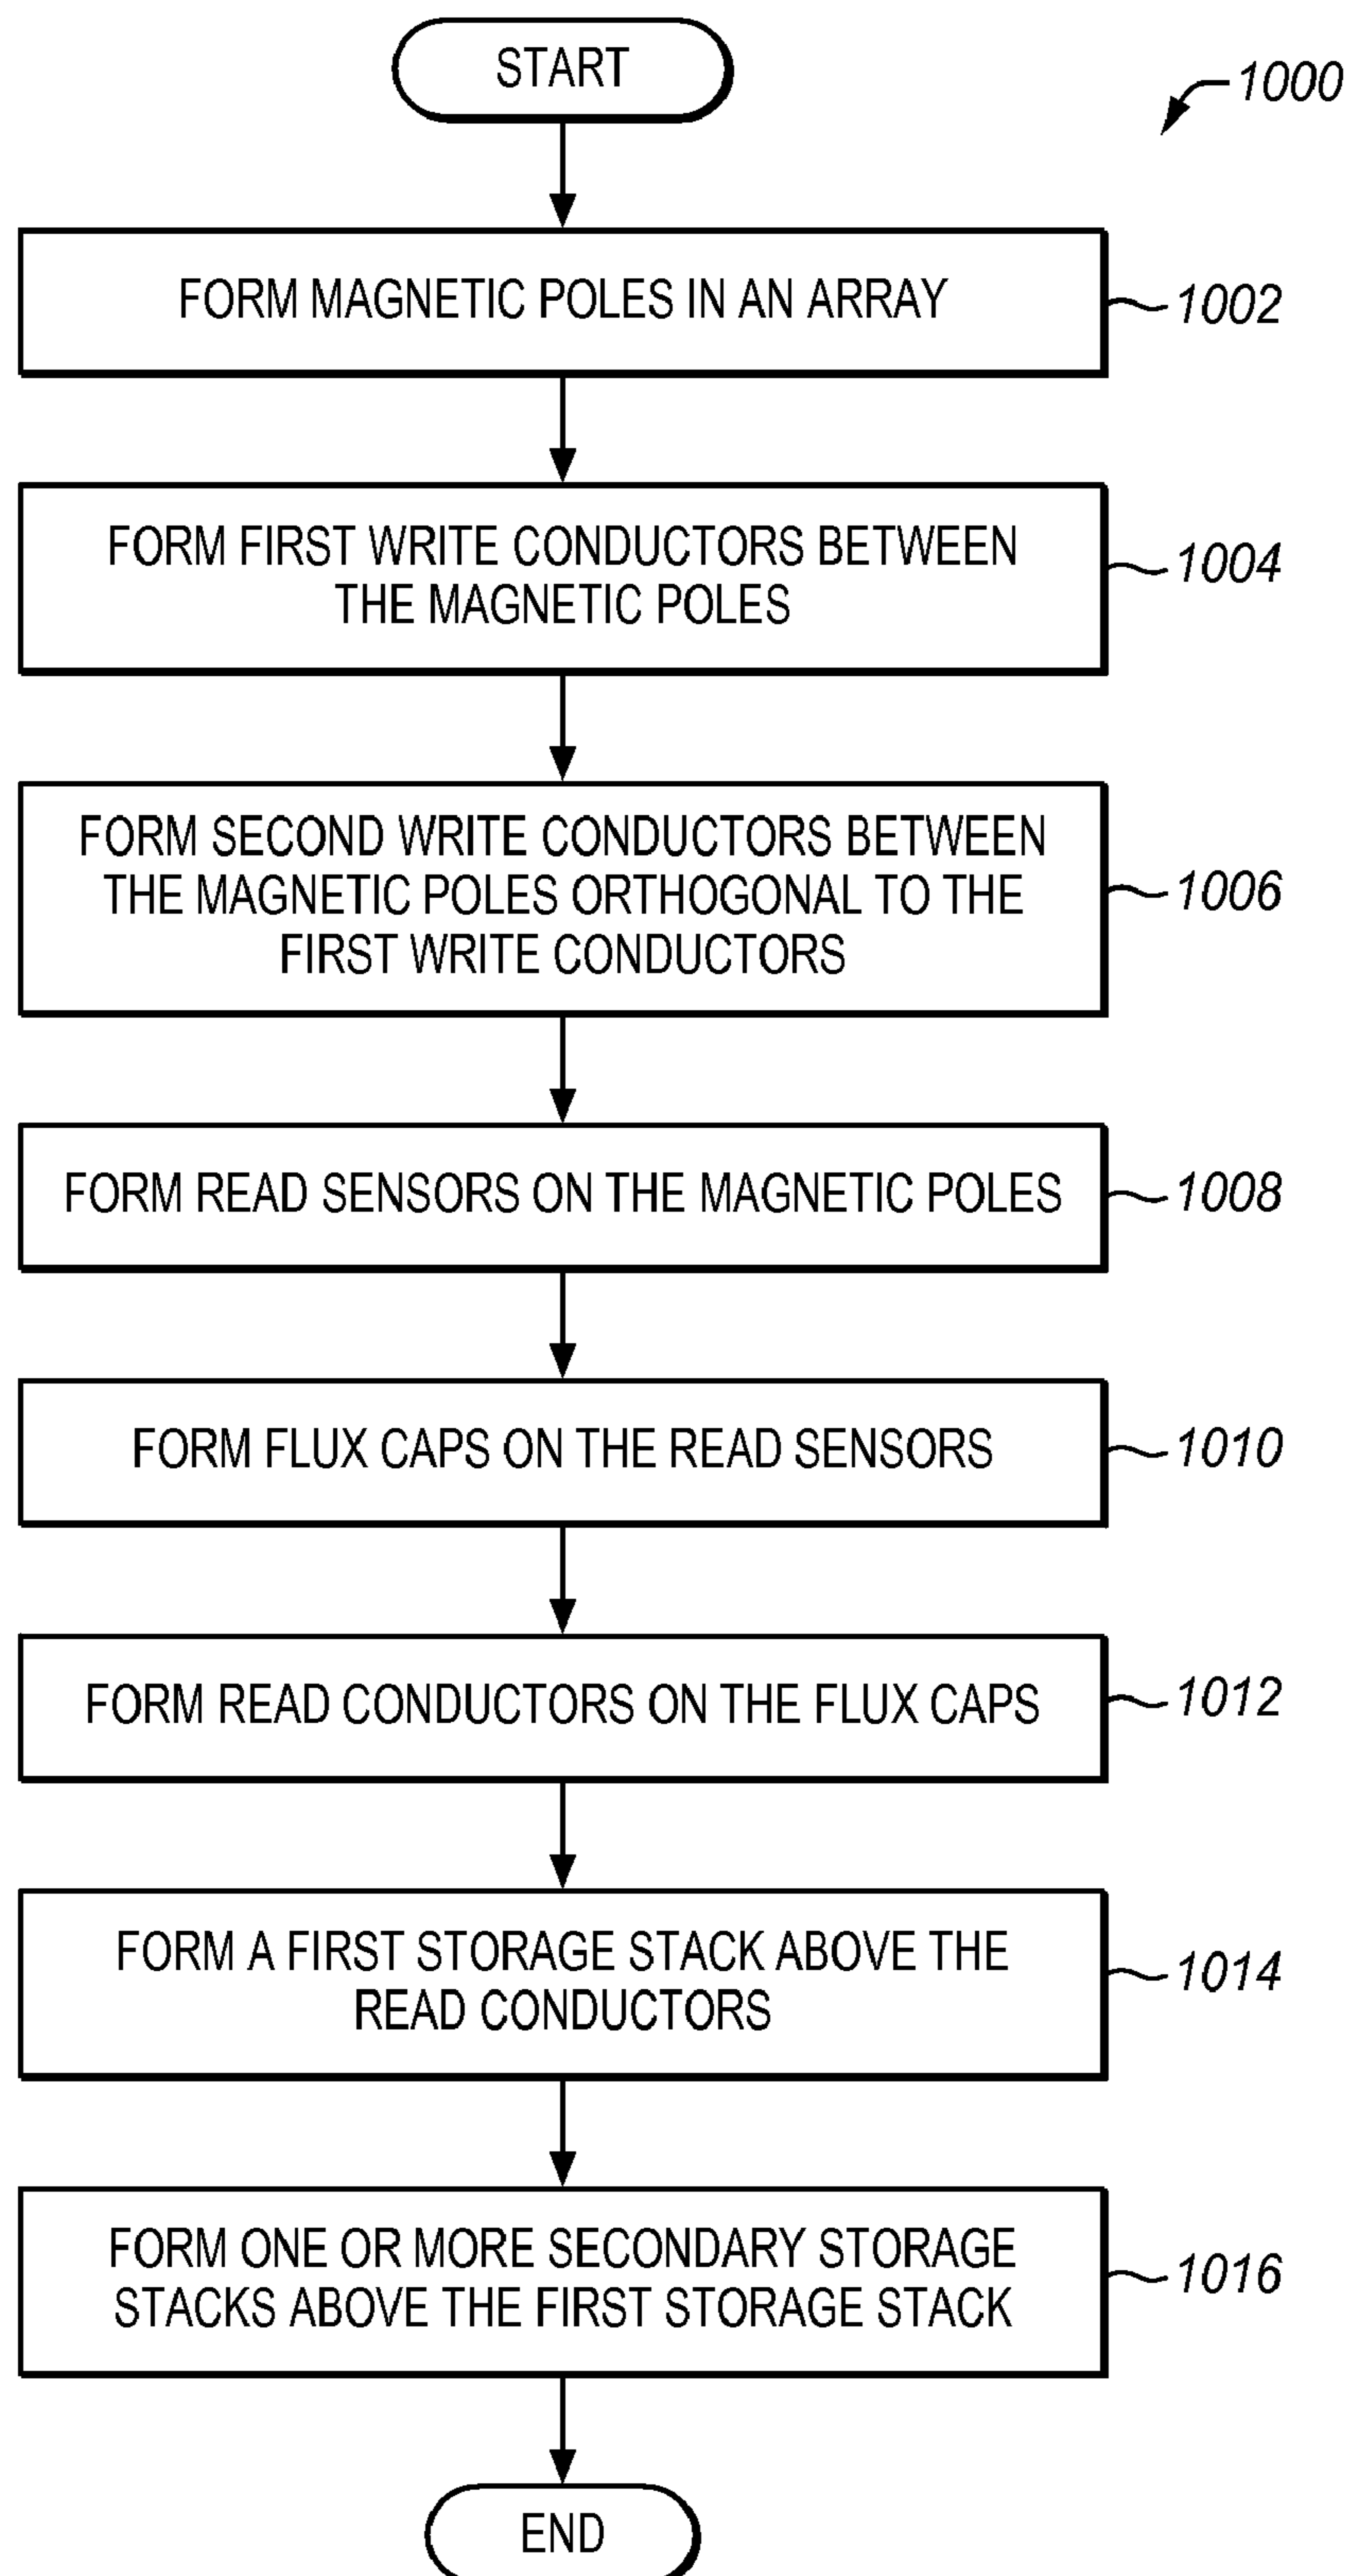 START
1000
FORM MAGNETIC POLES IN AN ARRAY
1002
FORM FIRST WRITE CONDUCTORS BETWEEN
THE MAGNETIC POLES
1004
FORM SECOND WRITE CONDUCTORS BETWEEN
THE MAGNETIC POLES ORTHOGONAL TO THE
FIRST WRITE CONDUCTORS
1006
FORM READ SENSORS ON THE MAGNETIC POLES
1008
FORM FLUX CAPS ON THE READ SENSORS
1010
FORM READ CONDUCTORS ON THE FLUX CAPS
1012
FORM A FIRST STORAGE STACK ABOVE THE
READ CONDUCTORS
1014
FORM ONE OR MORE SECONDARY STORAGE
STACKS ABOVE THE FIRST STORAGE STACK
1016
END